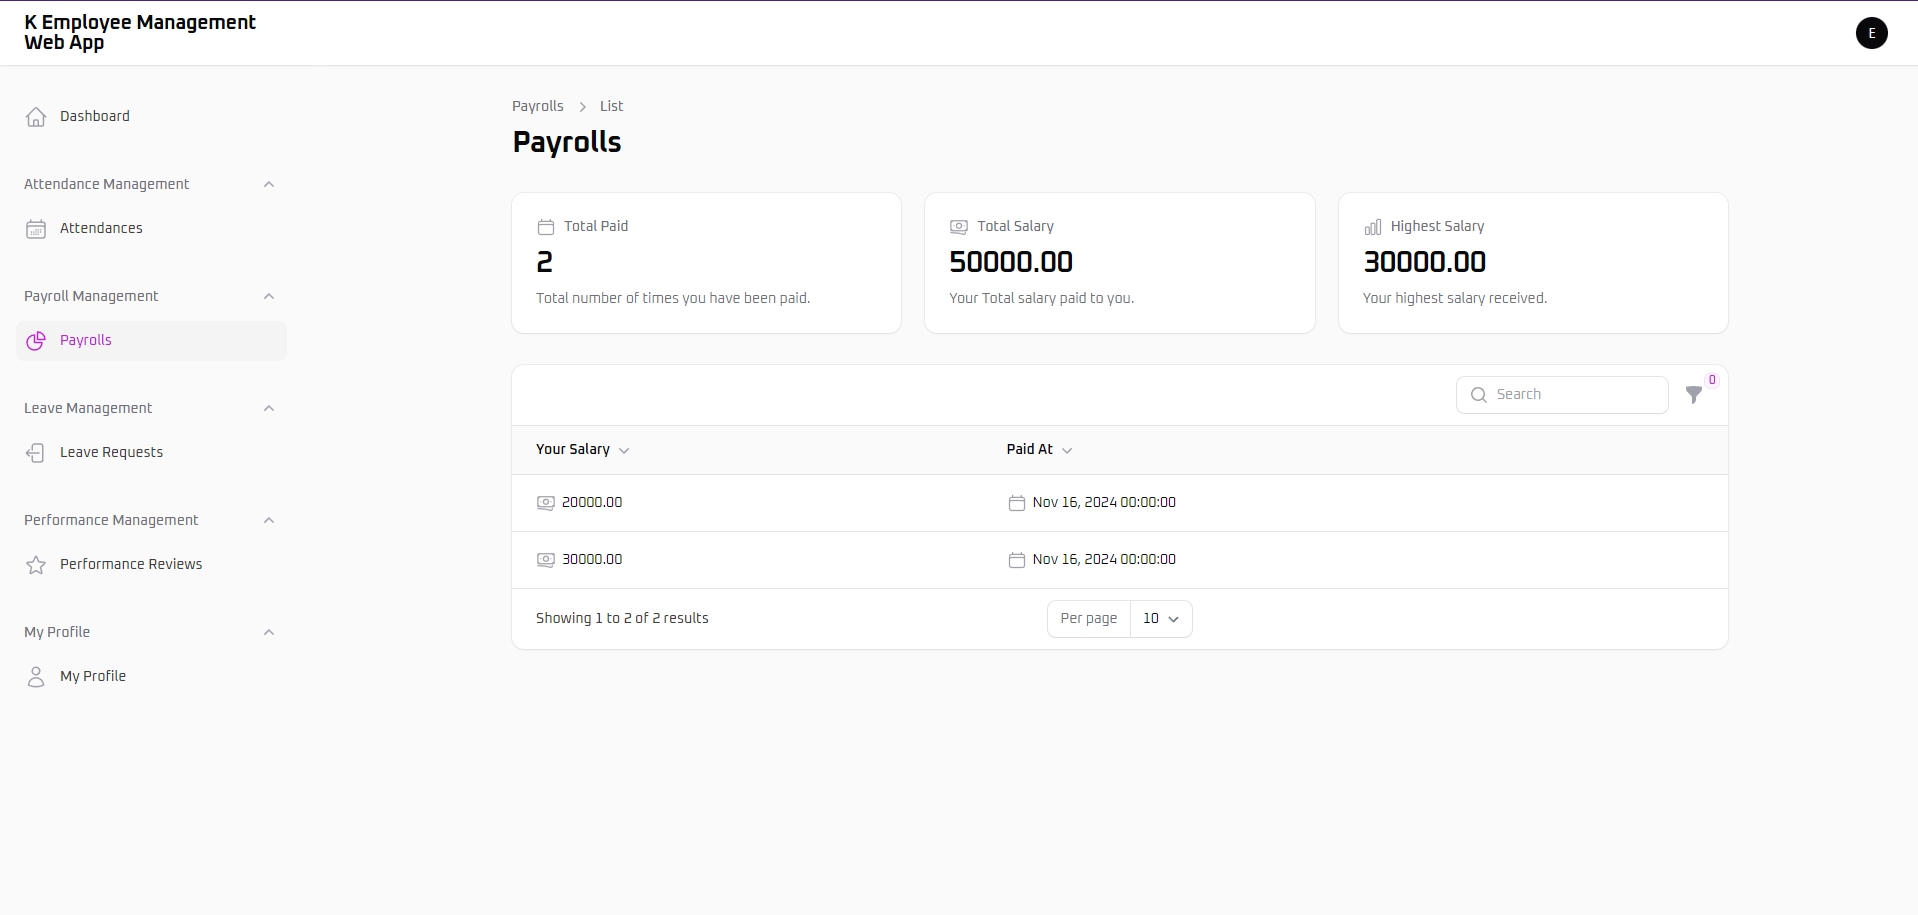 K Employee Management
Web App
E
Dashboard
Attendance Management
Attendances
Payroll Management
Payrolls
Leave Management
Leave Requests
Performance Management
Performance Reviews
My Profile
My Profile
Payrolls List
Payrolls
Total Paid
2
Total number of times you have been paid.
Total Salary
50000.00
Your Total salary paid to you.
Highest Salary
30000.00
Your highest salary received.
Search
0
Your Salary Paid At
20000.00 Nov 16, 2024 00:00:00
30000.00 Nov 16, 2024 00:00:00
Showing 1 to 2 of 2 results Per page 10